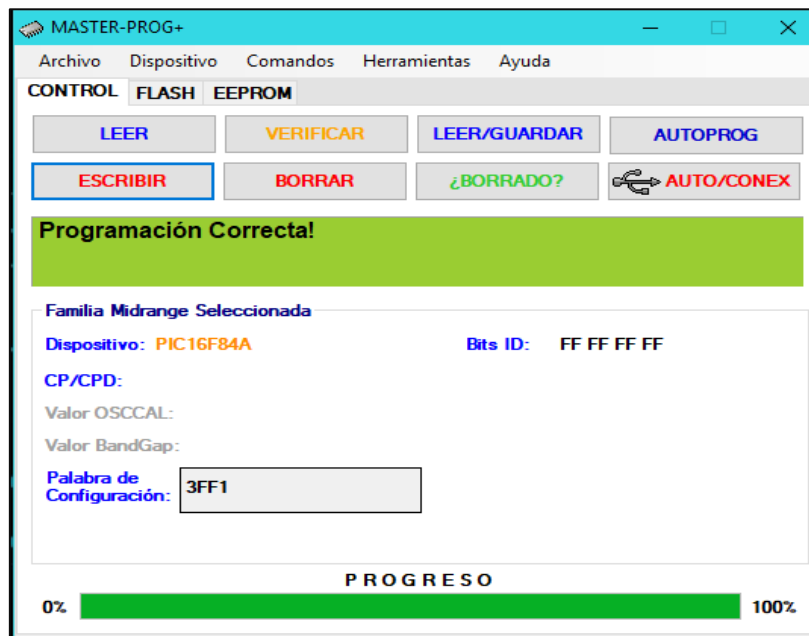 MASTER-PROG+
Archivo Dispositivo Comandos Herramientas Ayuda
CONTROL FLASH EEPROM
LEER VERIFICAR LEER/GUARDAR AUTOPROG
ESCRIBIR BORRAR ¿BORRADO? AUTO/CONEX
Programación Correcta!
Familia Midrange Seleccionada
Dispositivo: PIC16F84A Bits ID: FF FF FF FF
CP/CPD:
Valor OSCCAL:
Valor BandGap:
Palabra de
Configuración: 3FF1
PROGRESO
0% 100%